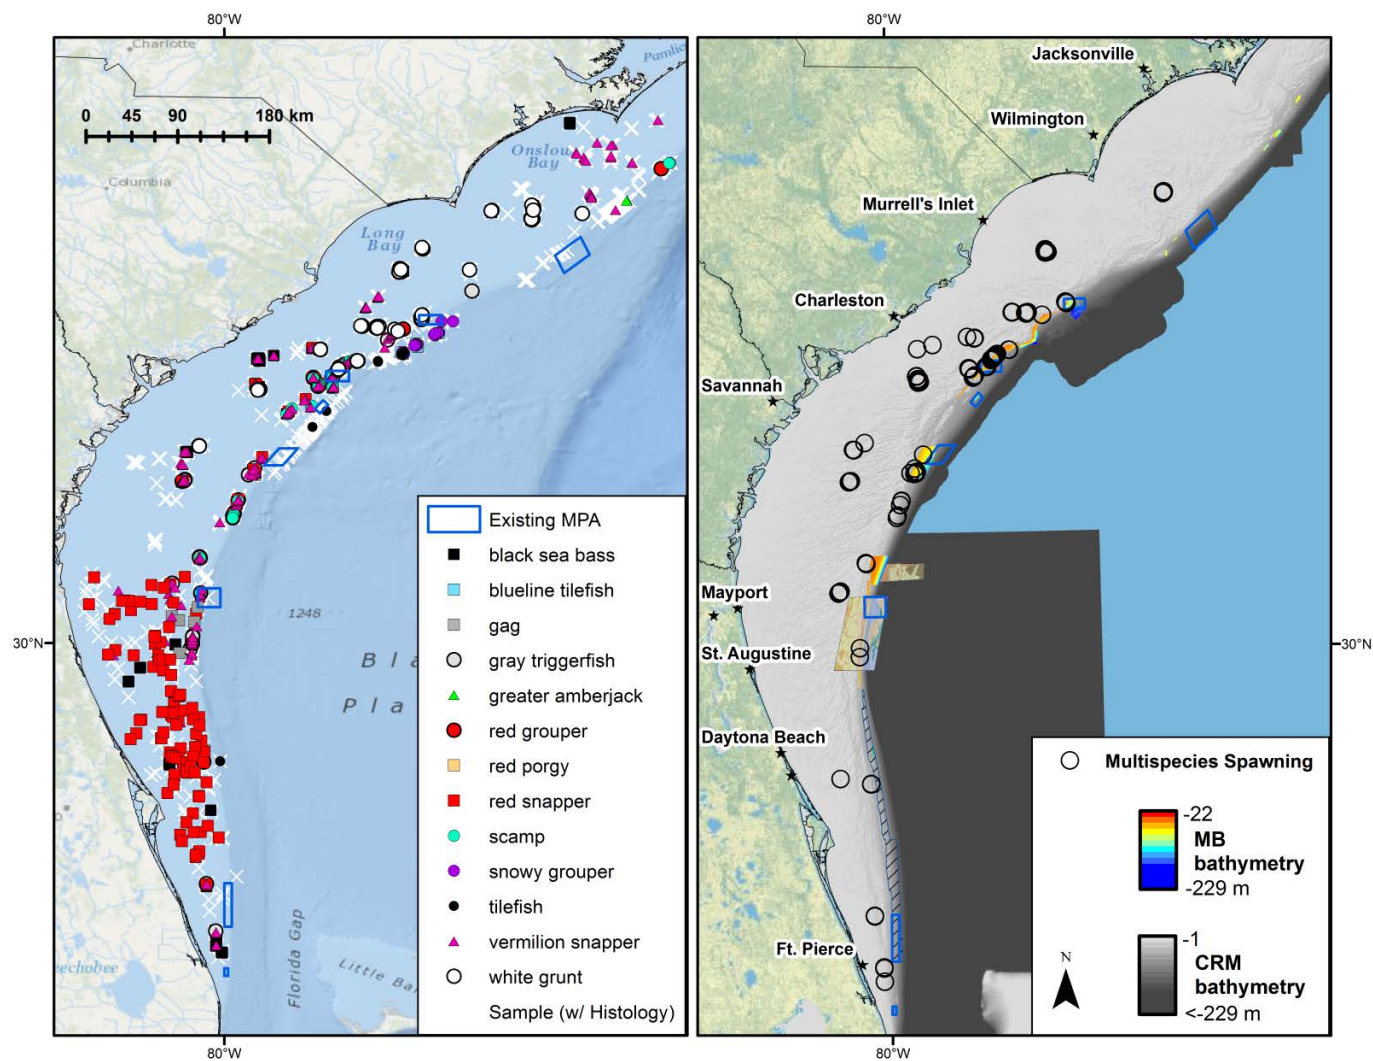 80°W
80°W
Charlotte
Pamlico
Jacksonville
0 45 90 180 km
Wilmington
Onslow
Bay
Columbia
Murrell's Inlet
Long
Bay
Charleston
Savannah
Existing MPA
black sea bass
blueline tilefish
gag
gray triggerfish
greater amberjack
red grouper
red porgy
red snapper
scamp
snowy grouper
tilefish
vermilion snapper
white grunt
Sample (w/ Histology)
1248
Bla
Pla
30°N
30°N
Florida Gap
Little Ba
eechobee
Mayport
St. Augustine
Daytona Beach
Ft. Pierce
Multispecies Spawning
-22
MB
bathymetry
-229 m
-1
CRM
bathymetry
<-229 m
N
80°W
80°W